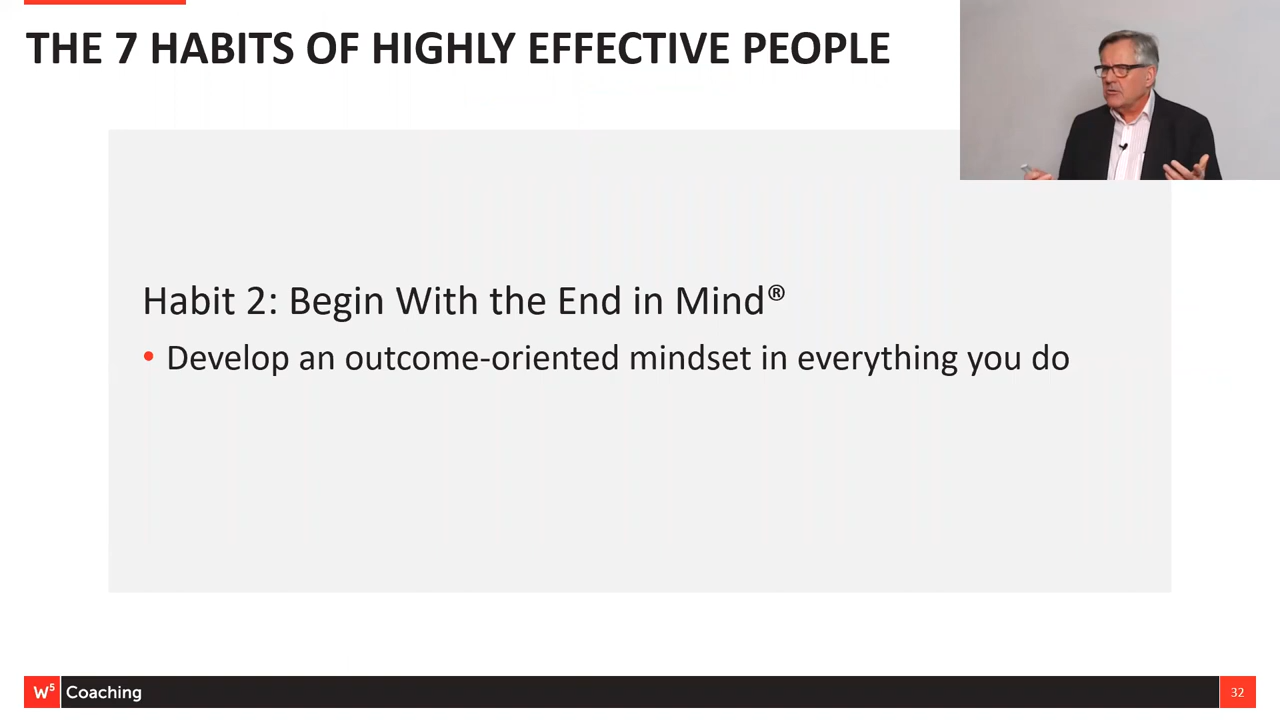 THE 7 HABITS OF HIGHLY EFFECTIVE PEOPLE
Habit 2: Begin With the End in Mind®
• Develop an outcome-oriented mindset in everything you do
W⁵ Coaching
32